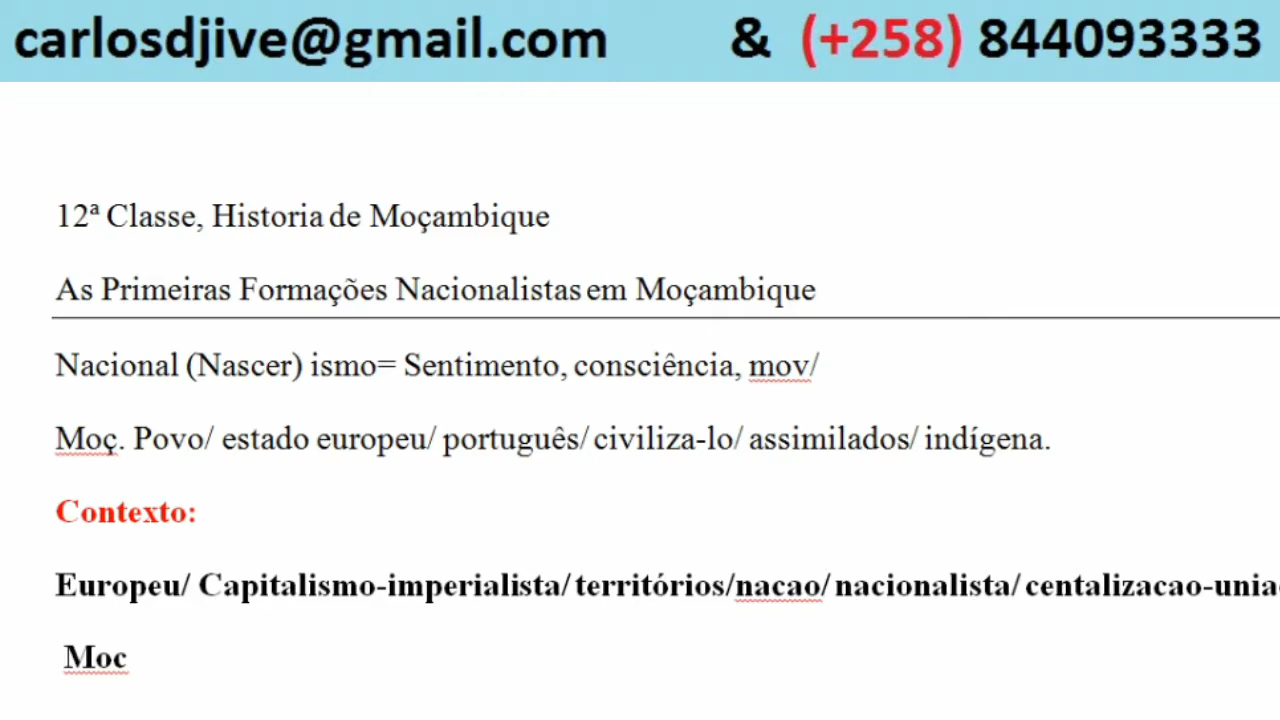 carlosdjive@gmail.com & (+258) 844093333
12ª Classe, Historia de Moçambique
As Primeiras Formações Nacionalistas em Moçambique
Nacional (Nascer) ismo= Sentimento, consciência, mov/
Moç. Povo/ estado europeu/ português/ civiliza-lo/ assimilados/ indígena.
Contexto:
Europeu/ Capitalismo-imperialista/ territórios/nacao/ nacionalista/ centalizacao-uniao
Moc